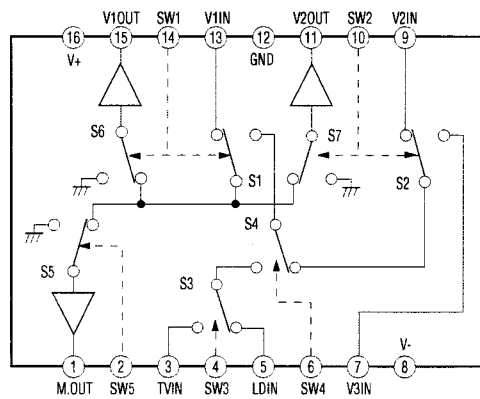 V1OUT SW1 V1IN V2OUT SW2 V2IN
16 15 14 13 12 11 10 9
V+ GND
S6 S7
S1 S2
S4
S5 S3
V-
1 2 3 4 5 6 7 8
M.OUT SW5 TVIN SW3 LDIN SW4 V3IN